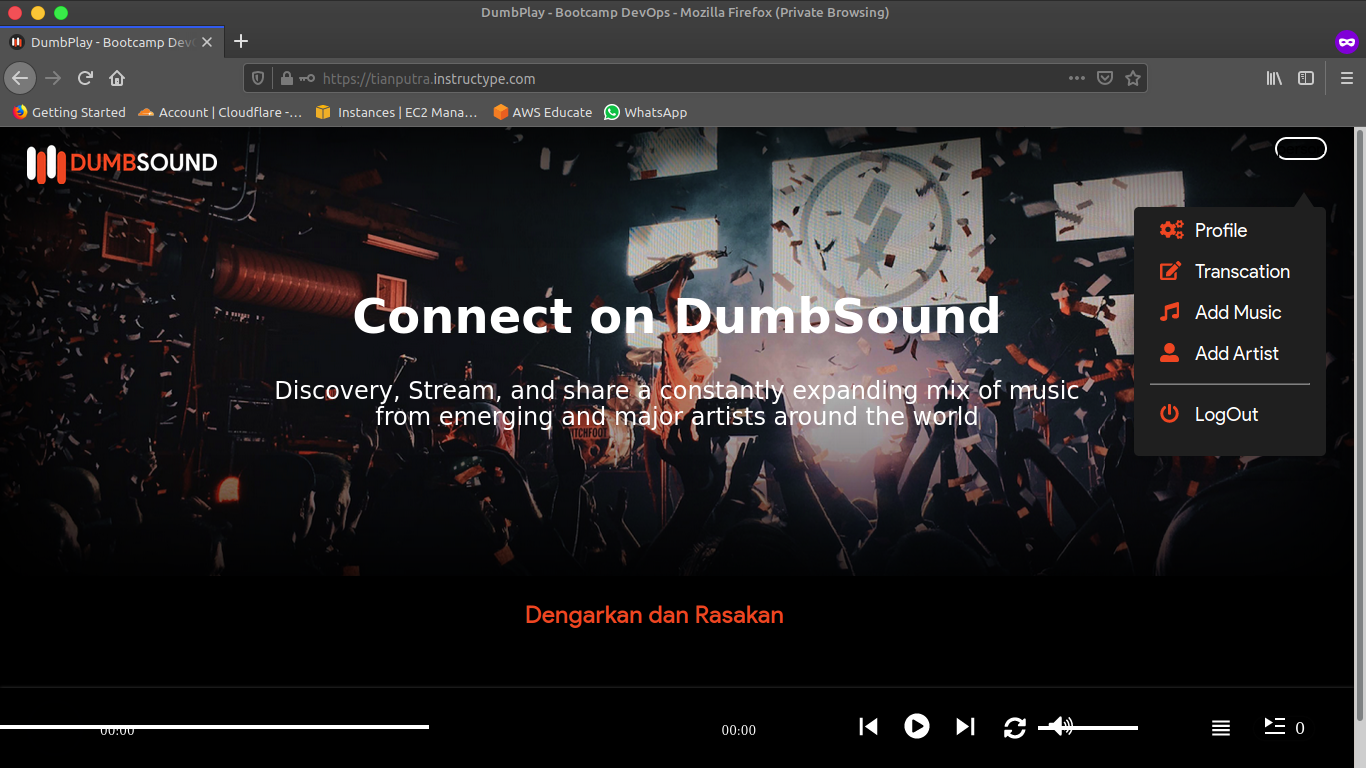 DumbPlay - Bootcamp DevOps - Mozilla Firefox (Private Browsing)
DumbPlay - Bootcamp Dev
https://tianputra.instructype.com
Getting Started
Account | Cloudflare -...
Instances | EC2 Mana...
AWS Educate
WhatsApp
DUMBSOUND
Profile
Transcation
Add Music
Add Artist
LogOut
Connect on DumbSound
Discovery, Stream, and share a constantly expanding mix of music
from emerging and major artists around the world
Dengarkan dan Rasakan
00:00
00:00
0